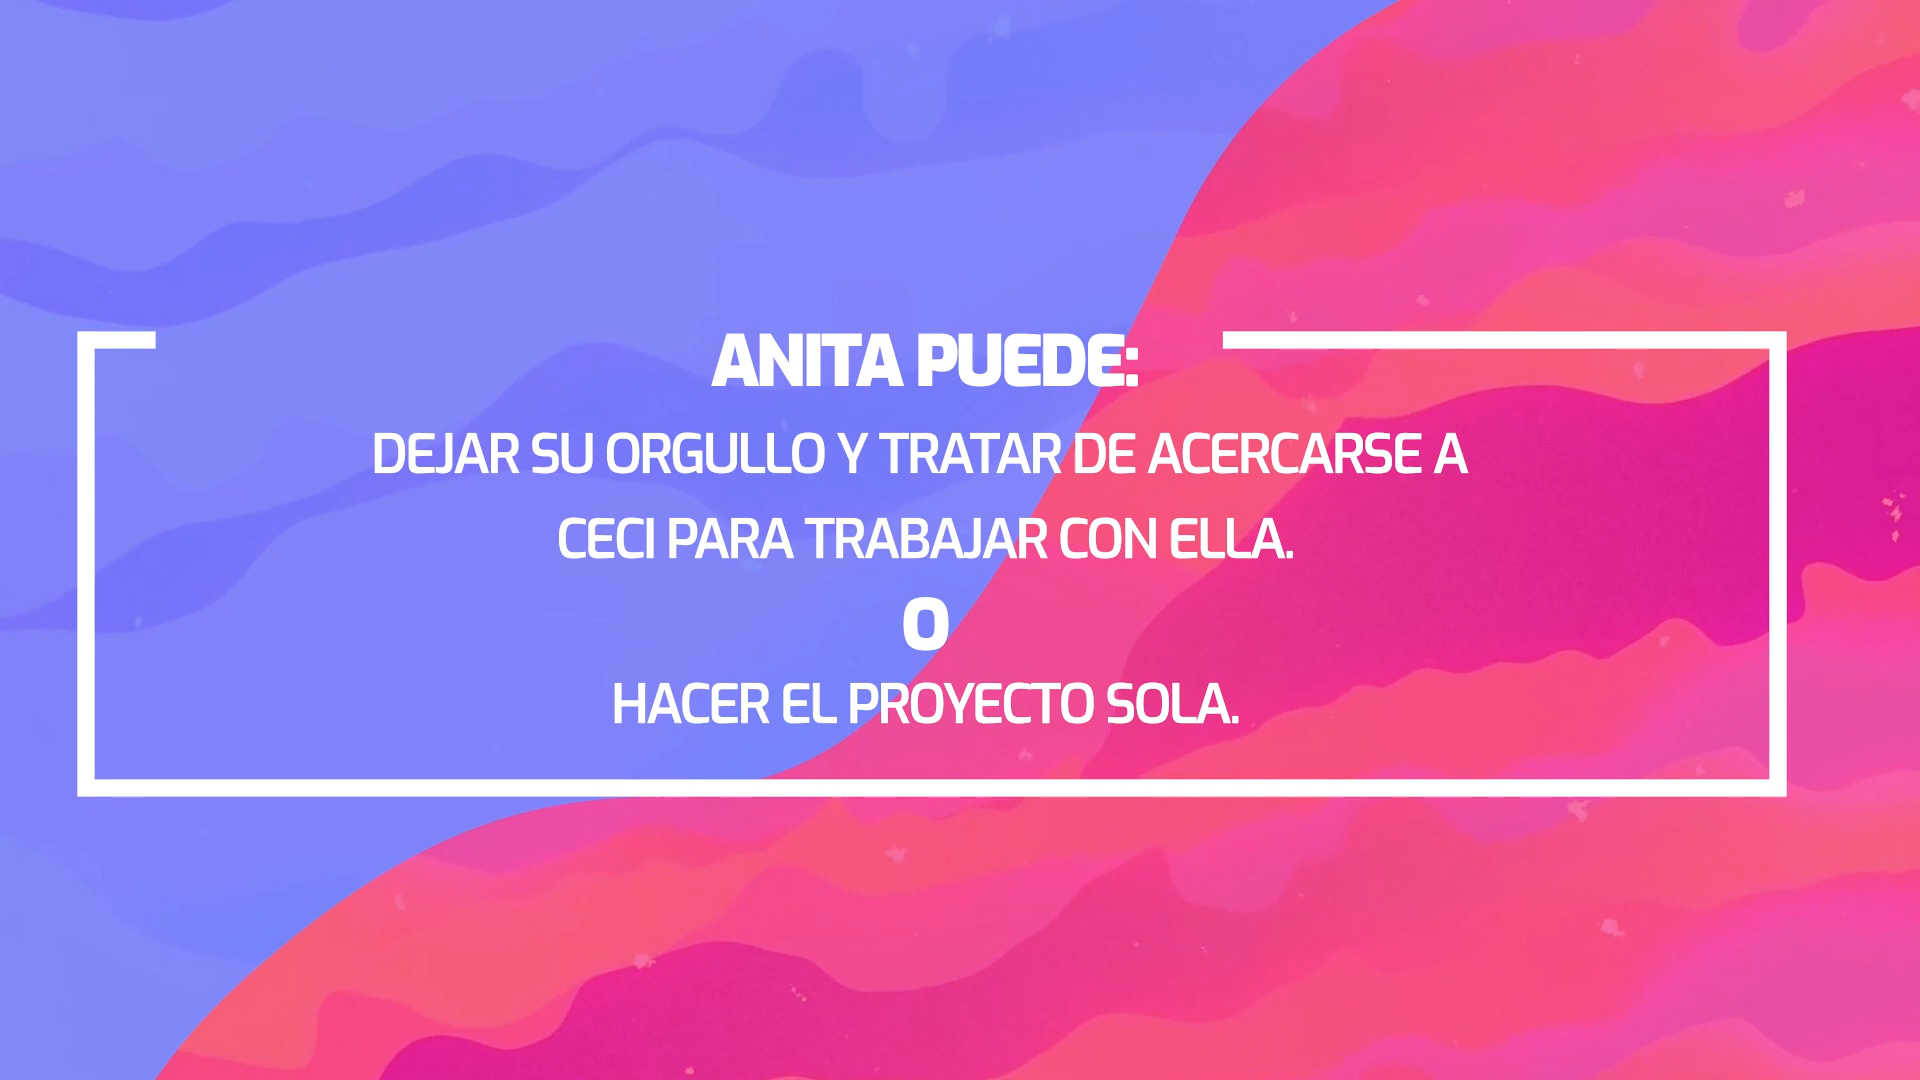 ANITA PUEDE:
DEJAR SU ORGULLO Y TRATAR DE ACERCARSE A
CECI PARA TRABAJAR CON ELLA.
O
HACER EL PROYECTO SOLA.